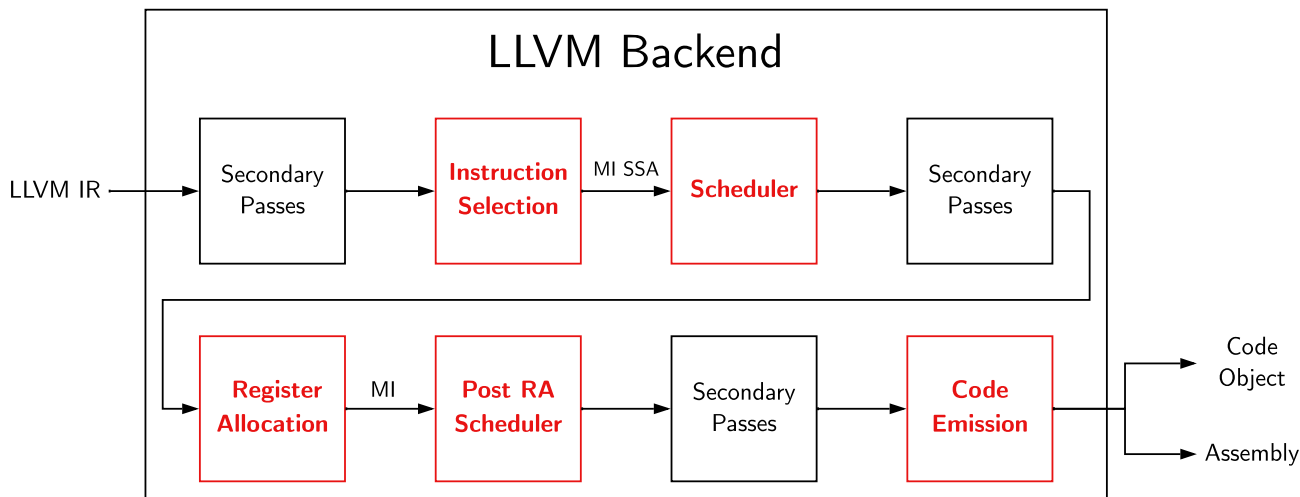 LLVM Backend
LLVM IR
Secondary
Passes
Instruction
Selection
MI SSA
Scheduler
Secondary
Passes
Register
Allocation
MI
Post RA
Scheduler
Secondary
Passes
Code
Emission
Code
Object
Assembly